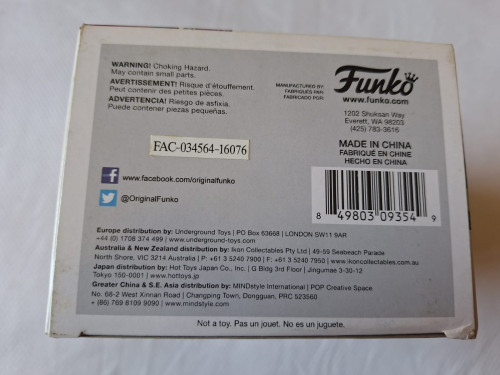 WARNING! Choking Hazard.
May contain small parts.
AVERTISSEMENT! Risque d'étouffement.
Peut contenir des petites pièces.
ADVERTENCIA! Riesgo de asfixia.
Puede contener piezas pequeñas.
MANUFACTURED BY
FABRIQUÉS PAR:
FABRICADO POR:
Funko
www.funko.com
1202 Shuksan Way
Everett, WA 98203
(425) 783-3616
MADE IN CHINA
FABRIQUÉ EN CHINE
HECHO EN CHINA
FAC-034564-16076
www.facebook.com/originalfunko
@OriginalFunko
8 49803 09354 9
Europe distribution by: Underground Toys | PO Box 63668 | LONDON SW11 9AR
+44 (0) 1708 374 499 | www.underground-toys.com
Australia & New Zealand distribution by: Ikon Collectables Pty Ltd | 49-59 Seabeach Parade
North Shore, VIC 3214 Australia | P: +61 3 5240 7900 | F: +61 3 5240 7950 | www.ikoncollectables.com.au
Japan distribution by: Hot Toys Japan Co., Inc. | G Bldg 3rd Floor | Jingumae 3-30-12
Tokyo 150-0001 | www.hottoys.jp
Greater China & S.E. Asia distribution by: MINDstyle International | POP Creative Space
No. 68-2 West Xinnan Road | Changping Town, Dongguan, PRC 523560
+ (86) 769 8109 9090 | www.mindstyle.com
Not a toy. Pas un jouet. No es un juguete.